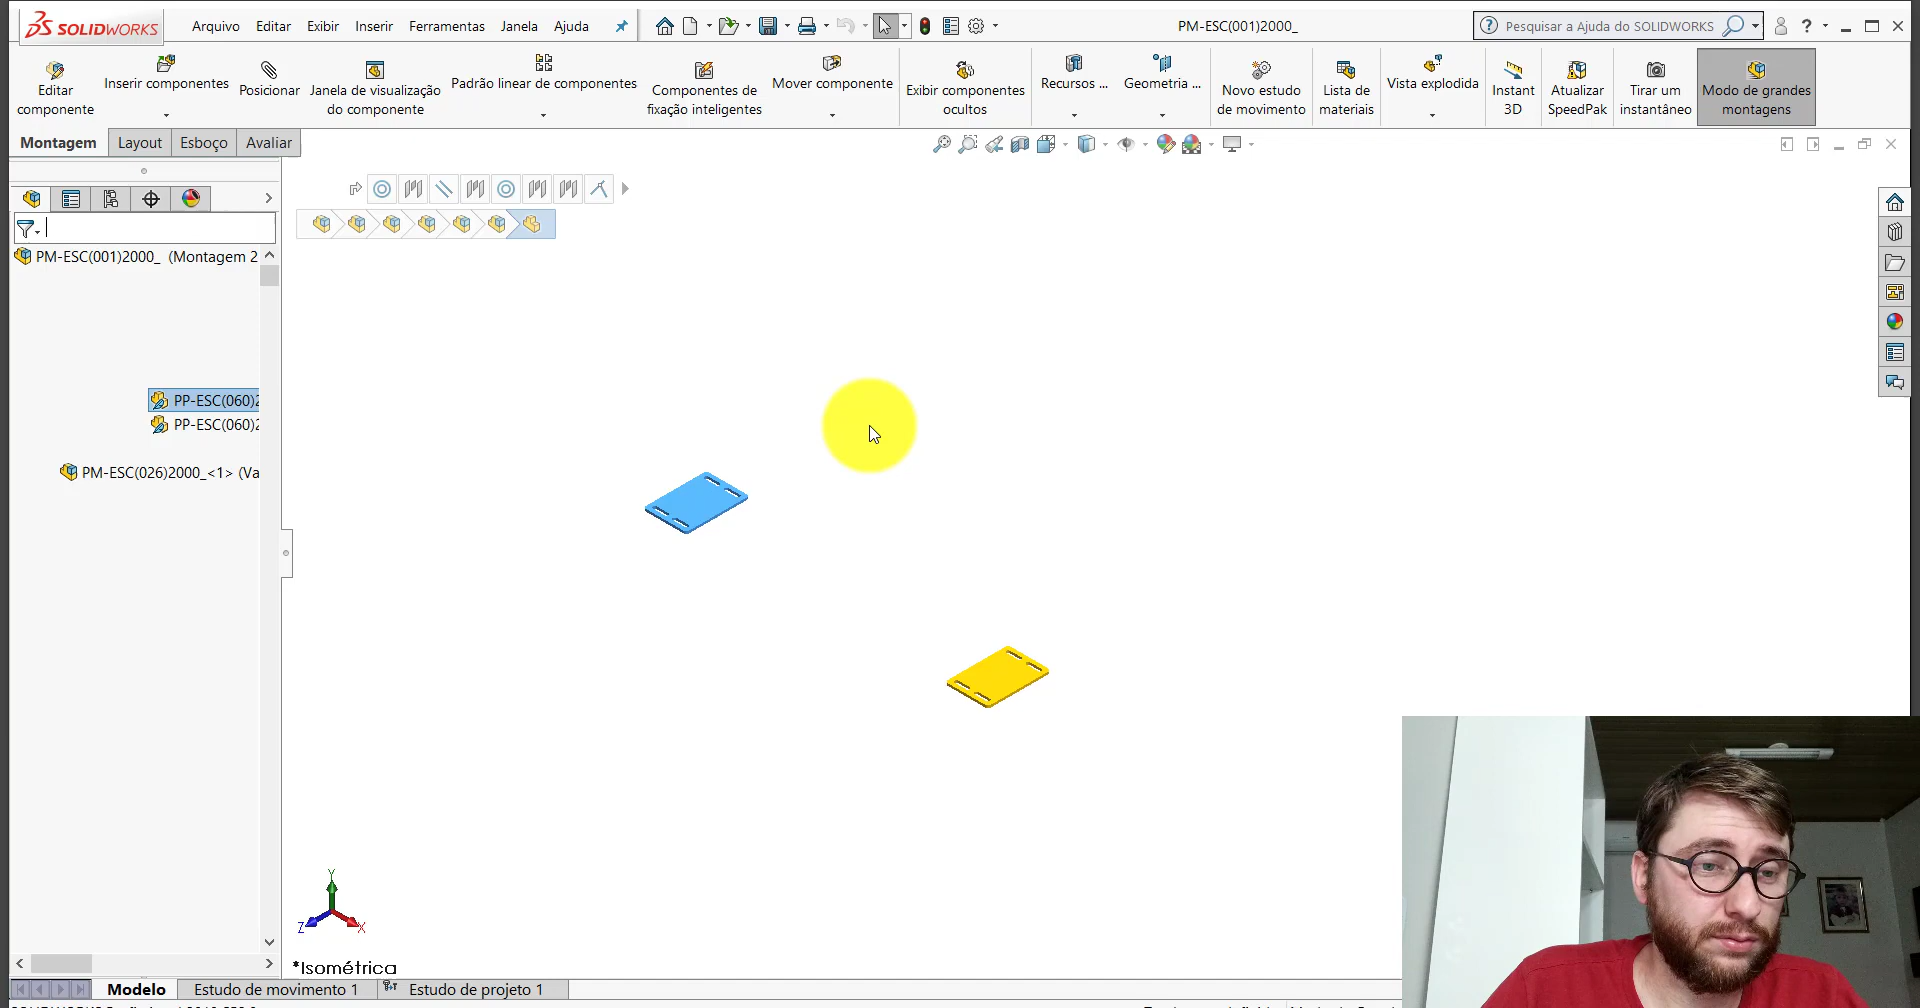 SOLIDWORKS
Arquivo Editar Exibir Inserir Ferramentas Janela Ajuda
PM-ESC(001)2000_
Pesquisar a Ajuda do SOLIDWORKS
Editar componente
Inserir componentes
Posicionar
Janela de visualização do componente
Padrão linear de componentes
Componentes de fixação inteligentes
Mover componente
Exibir componentes ocultos
Recursos ...
Geometria ...
Novo estudo de movimento
Lista de materiais
Vista explodida
Instant 3D
Atualizar SpeedPak
Tirar um instantâneo
Modo de grandes montagens
Montagem Layout Esboço Avaliar
PM-ESC(001)2000_ (Montagem 2
PP-ESC(060)2
PP-ESC(060)2
PM-ESC(026)2000_<1> (Va
Y
Z
X
*Isométrica
Modelo Estudo de movimento 1 Estudo de projeto 1